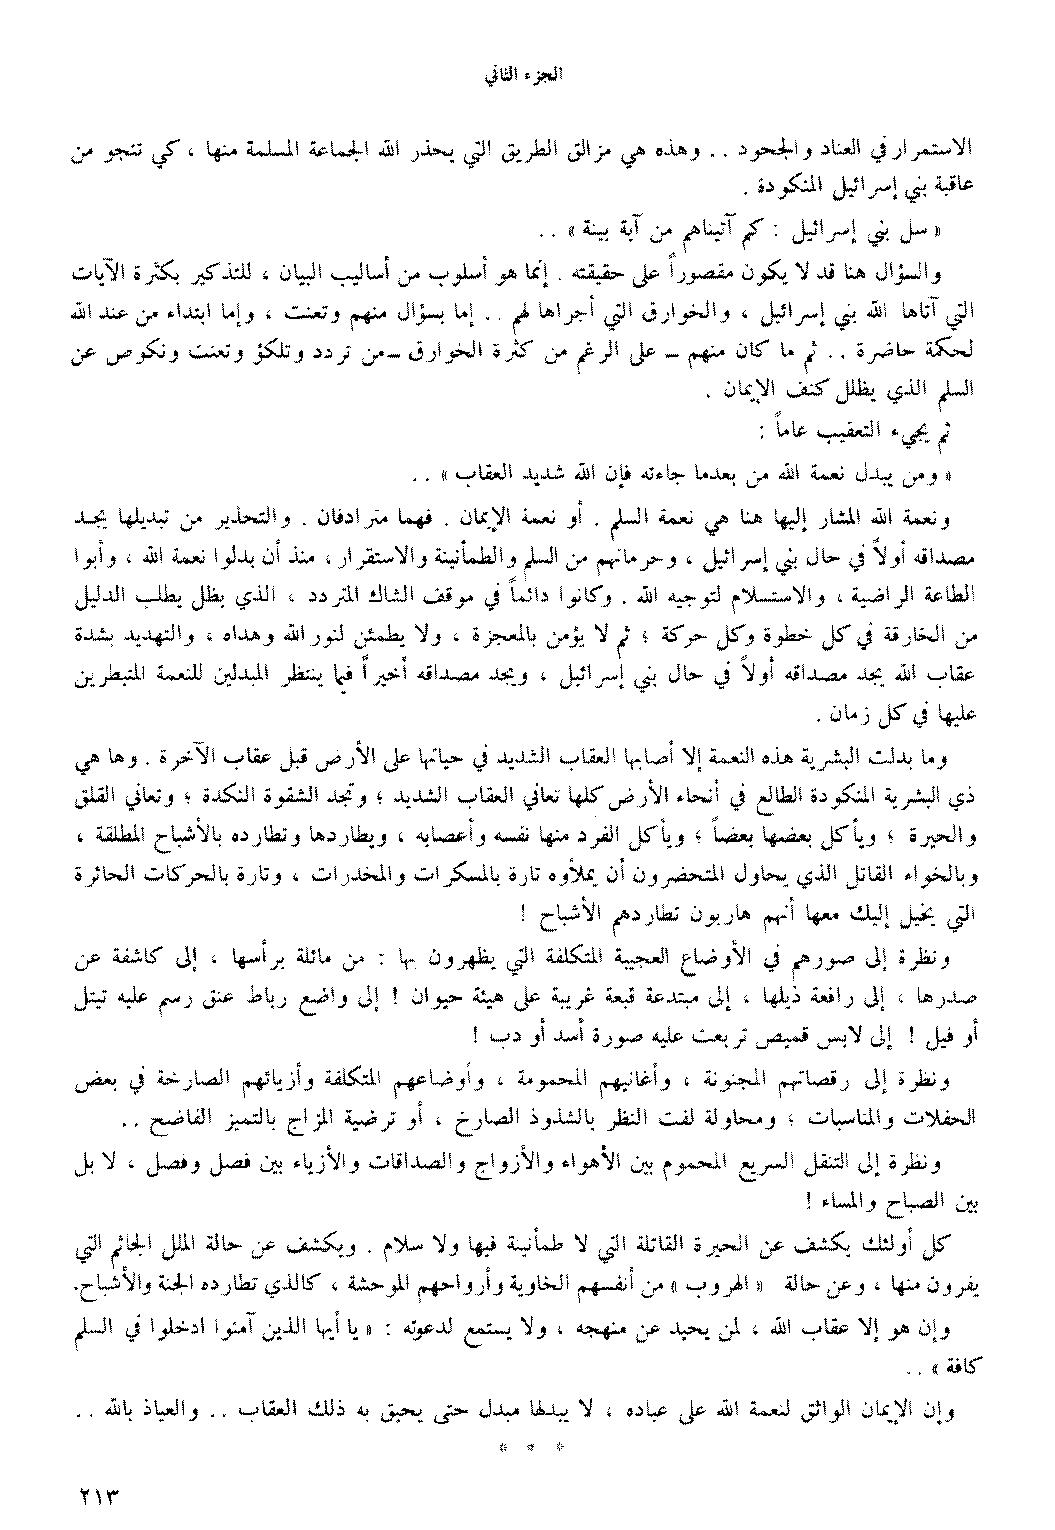 الجزء الثاني
الاستمرار في العناد والجحود .. وهذه هي مزالق الطريق التي يحذر الله الجماعة المسلمة منها ، كي تنجو من
عاقبة بني إسرائيل المنكودة .
« سل بني إسرائيل : كم آتيناهم من آية بينة » ..
والسؤال هنا قد لا يكون مقصوراً على حقيقته . إنما هو أسلوب من أساليب البيان ، للتذكير بكثرة الآيات
التي آتاها الله بني إسرائيل ، والخوارق التي أجراها لهم .. إما بسؤال منهم وتعنت ، وإما ابتداء من عند الله
لحكمة حاضرة .. ثم ما كان منهم – على الرغم من كثرة الخوارق – من تردد وتلكؤ وتعنت ونكوص عن
السلم الذي يظلل كنف الإيمان .
ثم يجيء التعقيب عاماً :
« ومن يبدل نعمة الله من بعدما جاءته فإن الله شديد العقاب » ..
ونعمة الله المشار إليها هنا هي نعمة السلم . أو نعمة الإيمان . فهما مترادفان . والتحذير من تبديلها يجد
مصداقه أولاً في حال بني إسرائيل ، وحرمانهم من السلم والطمأنينة والاستقرار ، منذ أن بدلوا نعمة الله ، وأبوا
الطاعة الراضية ، والاستسلام لتوجيه الله . وكانوا دائماً في موقف الشاك المتردد ، الذي يظل يطلب الدليل
من الخارقة في كل خطوة وكل حركة ؛ ثم لا يؤمن بالمعجزة ، ولا يطمئن لنور الله وهداه ، والتهديد بشدة
عقاب الله يجد مصداقه أولاً في حال بني إسرائيل ، ويجد مصداقه أخيراً فيما ينتظر المبدلين للنعمة المتبطرين
عليها في كل زمان .
وما بدلت البشرية هذه النعمة إلا أصابها العقاب الشديد في حياتها على الأرض قبل عقاب الآخرة . وها هي
ذي البشرية المنكودة الطالع في أنحاء الأرض كلها تعاني العقاب الشديد ؛ وتجد الشقوة النكدة ؛ وتعاني القلق
والحيرة ؛ ويأكل بعضها بعضاً ؛ ويأكل الفرد منها نفسه وأعصابه ، ويطاردها وتطارده بالأشباح المطلقة ،
وبالخواء القاتل الذي يحاول المتحضرون أن يملأوه تارة بالمسكرات والمخدرات ، وتارة بالحركات الحائرة
التي يخيل إليك معها أنهم هاربون تطاردهم الأشباح !
ونظرة إلى صورهم في الأوضاع العجيبة المتكلفة التي يظهرون بها : من مائلة برأسها ، إلى كاشفة عن
صدرها ، إلى رافعة ذيلها ، إلى مبتدعة قبعة غريبة على هيئة حيوان ! إلى واضع رباط عنق رسم عليه تيتل
أو فيل ! إلى لابس قميص تربعت عليه صورة أسد أو دب !
ونظرة إلى رقصاتهم المجنونة ، وأغانيهم المحمومة ، وأوضاعهم المتكلفة وأزيائهم الصارخة في بعض
الحفلات والمناسبات ؛ ومحاولة لفت النظر بالشذوذ الصارخ ، أو ترضية المزاج بالتميز الفاضح ..
ونظرة إلى التنقل السريع المحموم بين الأهواء والأزواج والصداقات والأزياء بين فصل وفصل ، لا بل
بين الصباح والمساء !
كل أولئك يكشف عن الحيرة القاتلة التي لا طمأنينة فيها ولا سلام . ويكشف عن حالة الملل الجاثم التي
يفرون منها ، وعن حالة « الهروب » من أنفسهم الخاوية وأرواحهم الموحشة ، كالذي تطارده الجنة والأشباح.
وإن هو إلا عقاب الله ، لمن يحيد عن منهجه ، ولا يستمع لدعوته : « يا أيها الذين آمنوا ادخلوا في السلم
كافة » ..
وإن الإيمان الواثق لنعمة الله على عباده ، لا يبدلها مبدل حتى يحيق به ذلك العقاب .. والعياذ بالله ..
* * *
٢١٣